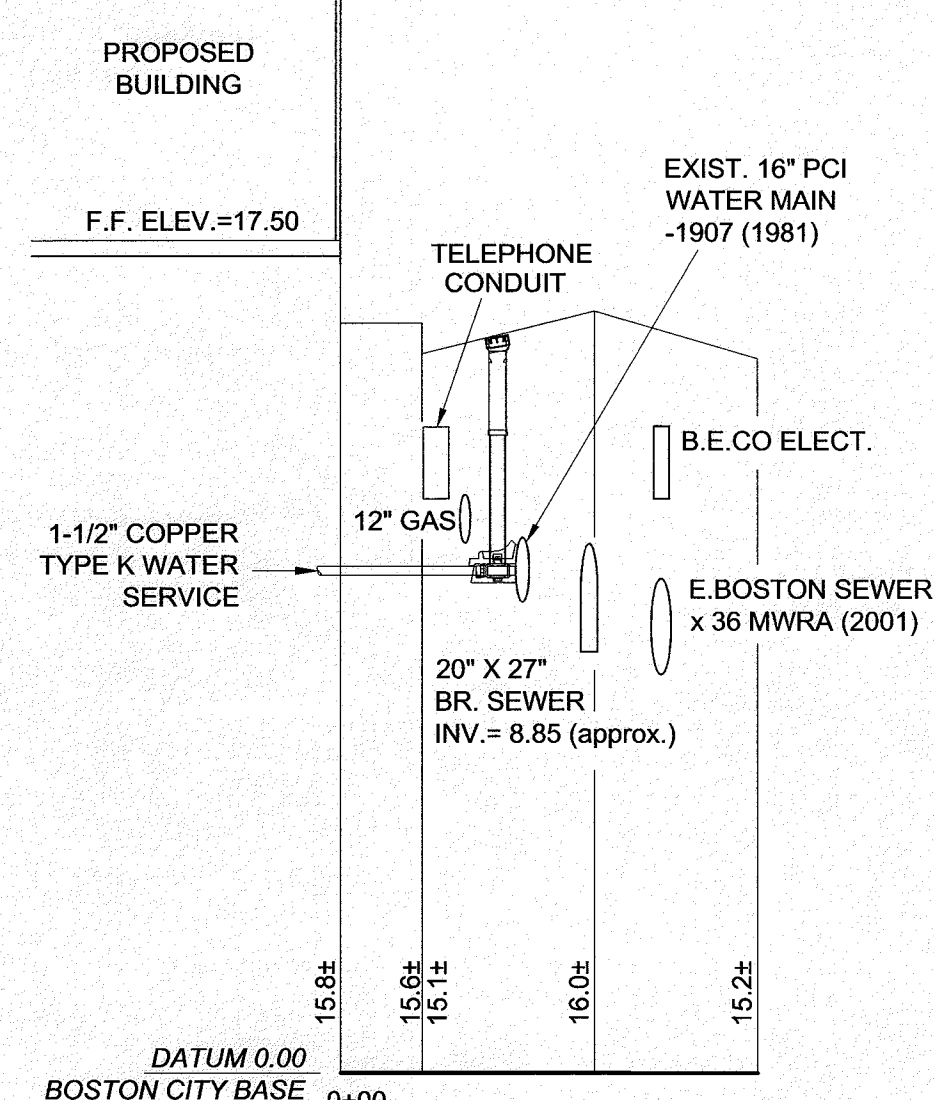 PROPOSED
BUILDING
F.F. ELEV.=17.50
EXIST. 16" PCI
WATER MAIN
-1907 (1981)
TELEPHONE
CONDUIT
B.E.CO ELECT.
12" GAS
1-1/2" COPPER
TYPE K WATER
SERVICE
E.BOSTON SEWER
x 36 MWRA (2001)
20" X 27"
BR. SEWER
INV.= 8.85 (approx.)
15.8±
15.6±
15.1±
16.0±
15.2±
DATUM 0.00
BOSTON CITY BASE
0+00